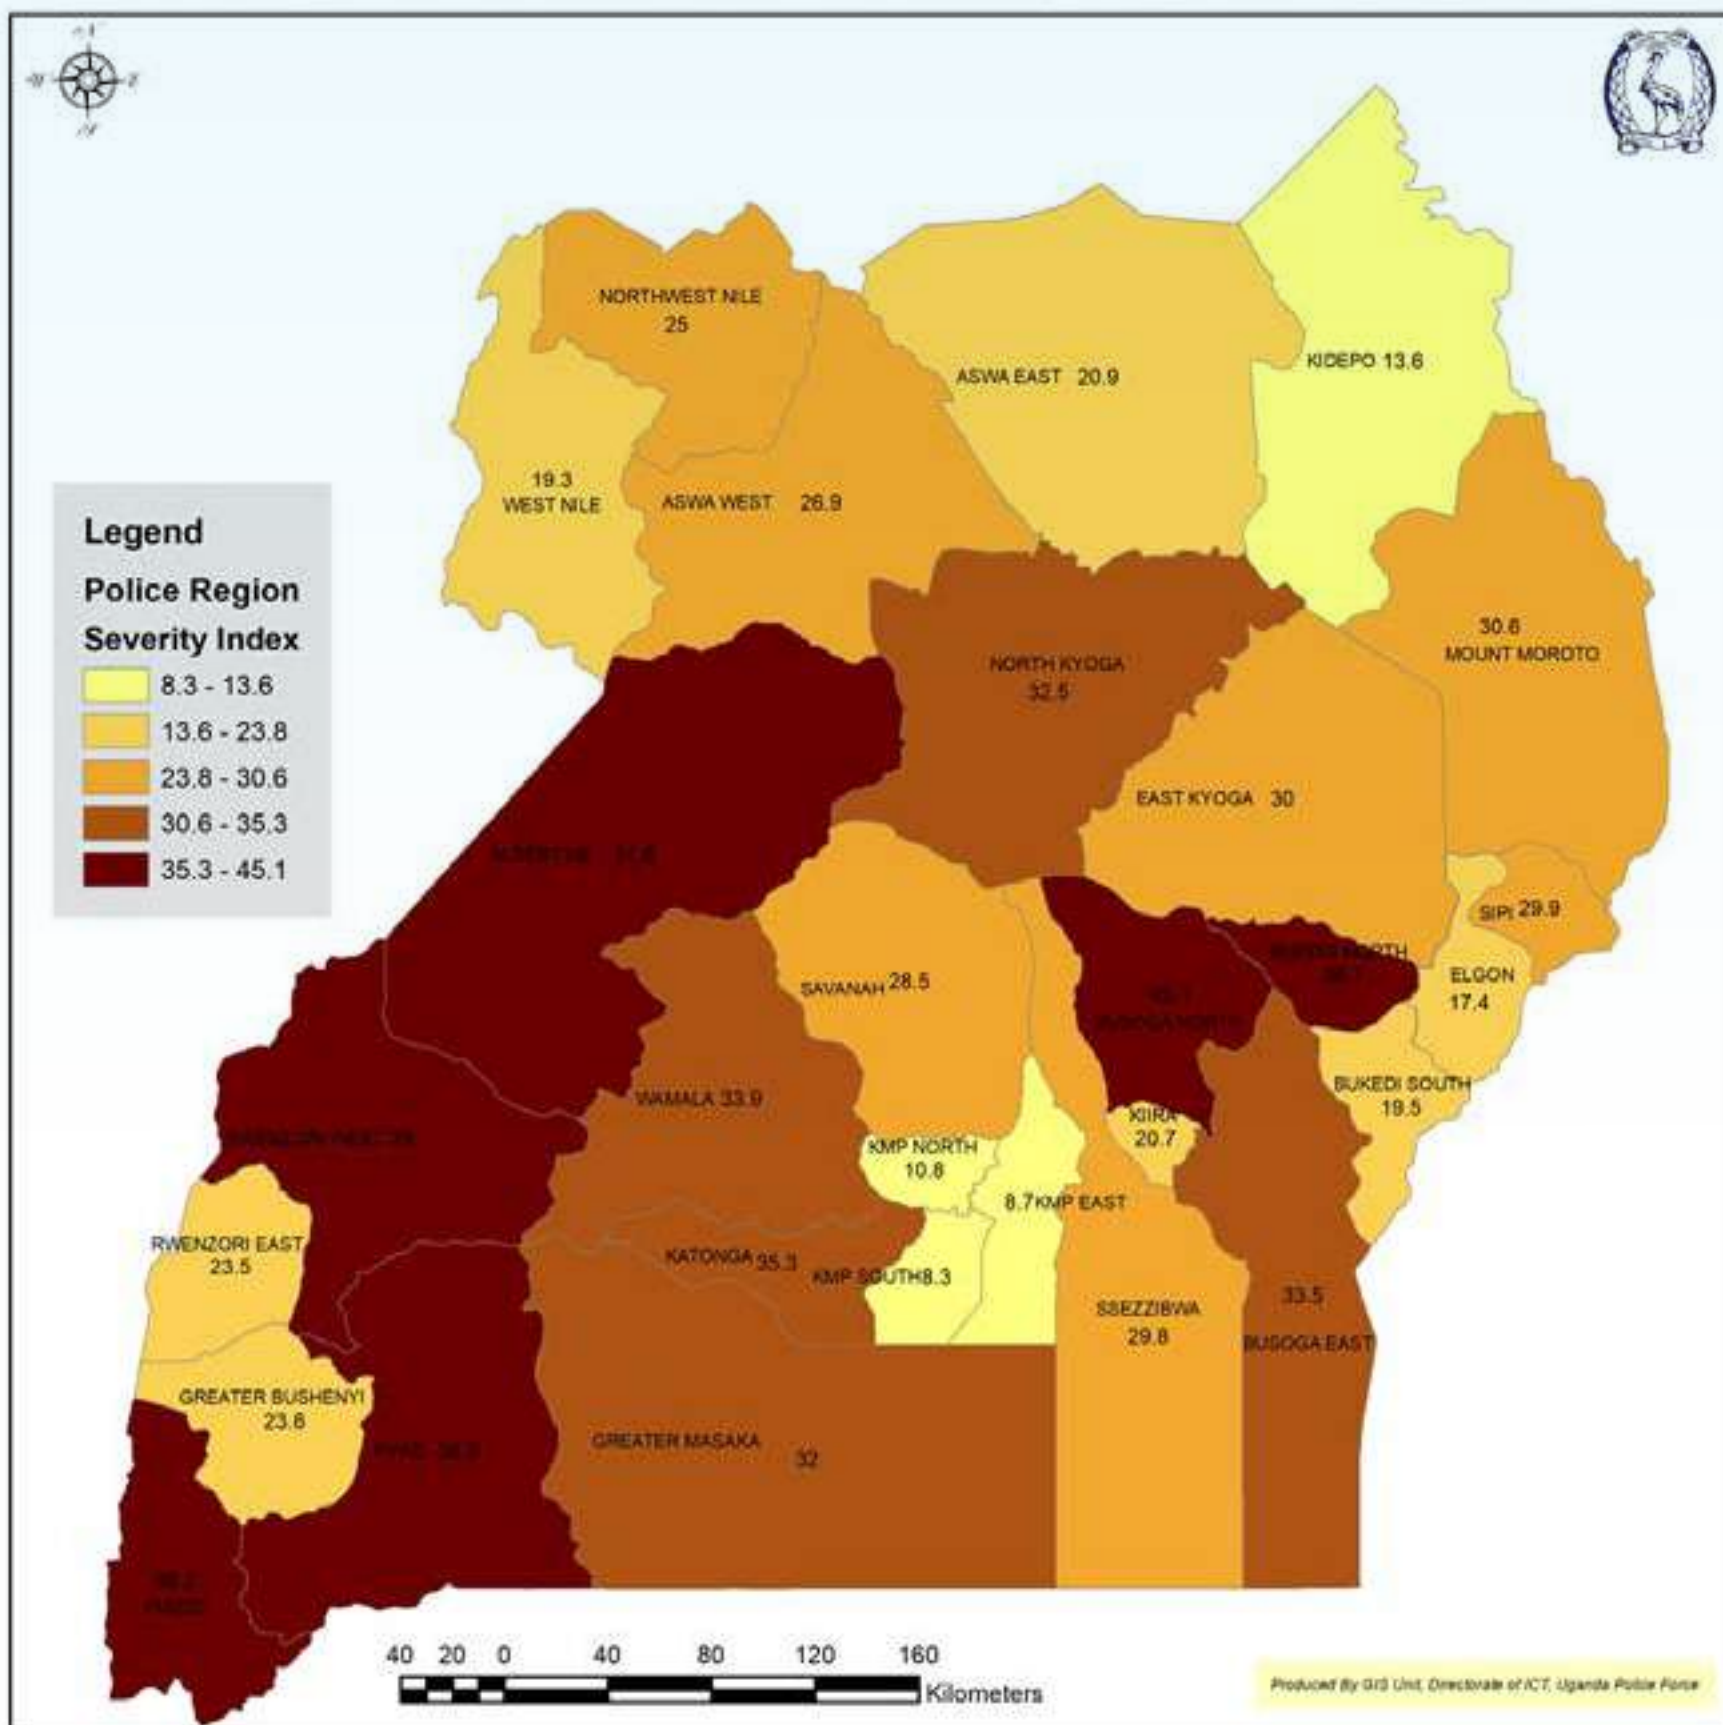 NORTHWEST NILE
25
ASWA EAST 20.9
KIDEPO 13.6
19.3
WEST NILE
ASWA WEST 26.9
Legend
Police Region
Severity Index
8.3 - 13.6
13.6 - 23.8
23.8 - 30.6
30.6 - 35.3
35.3 - 45.1
30.6
MOUNT MOROTO
NORTH KYOGA
32.5
EAST KYOGA 30
SIPI 29.9
SAVANAH 28.5
NORTH
ELGON
17.4
BUSOGA NORTH
WAMALA 33.9
BUKEDI SOUTH
19.5
KIIRA
20.7
KMP NORTH
10.8
8.7 KMP EAST
RWENZORI EAST
23.5
KATONGA 35.3
KMP SOUTH 8.3
SSEZZIBWA
29.8
33.5
BUSOGA EAST
GREATER BUSHENYI
23.6
GREATER MASAKA 32
40 20 0 40 80 120 160
Kilometers
Produced By GIS Unit, Directorate of ICT, Uganda Police Force